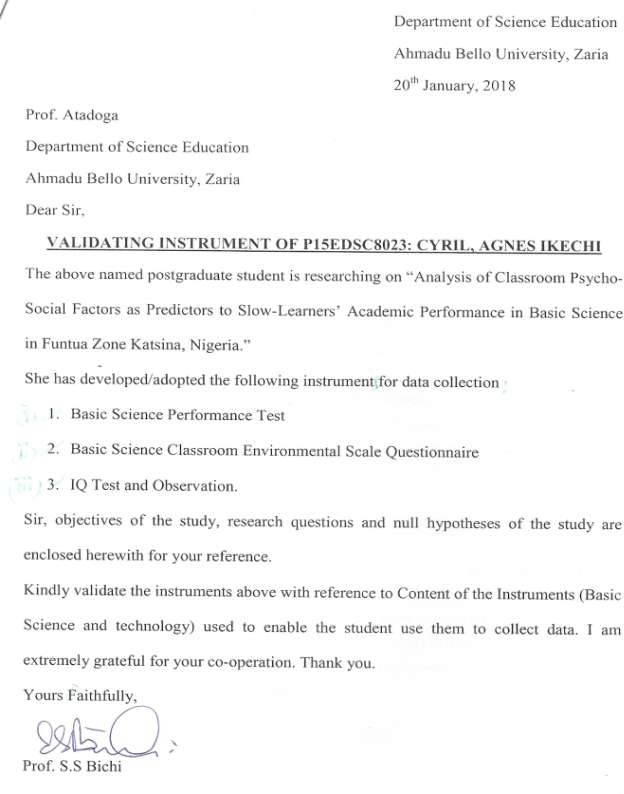 Department of Science Education
Ahmadu Bello University, Zaria
20th January, 2018
Prof. Atadoga
Department of Science Education
Ahmadu Bello University, Zaria
Dear Sir,
VALIDATING INSTRUMENT OF P15EDSC8023: CYRIL, AGNES IKECHI
The above named postgraduate student is researching on “Analysis of Classroom Psycho-
Social Factors as Predictors to Slow-Learners’ Academic Performance in Basic Science
in Funtua Zone Katsina, Nigeria.”
She has developed/adopted the following instrument for data collection
1. Basic Science Performance Test
2. Basic Science Classroom Environmental Scale Questionnaire
3. IQ Test and Observation.
Sir, objectives of the study, research questions and null hypotheses of the study are
enclosed herewith for your reference.
Kindly validate the instruments above with reference to Content of the Instruments (Basic
Science and technology) used to enable the student use them to collect data. I am
extremely grateful for your co-operation. Thank you.
Yours Faithfully,
Prof. S.S Bichi